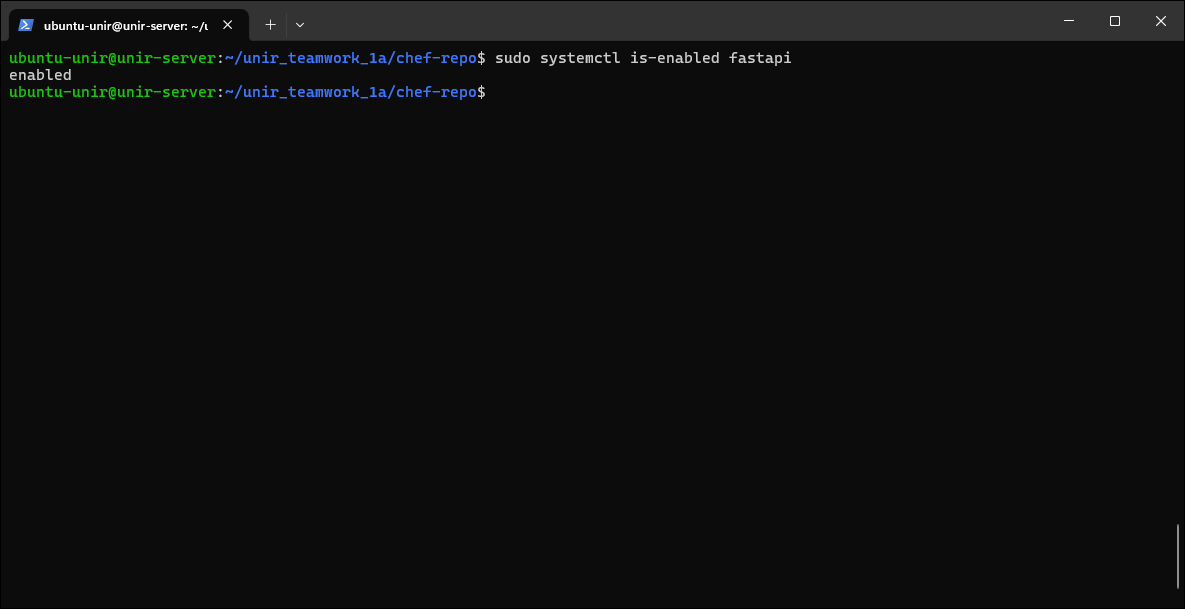 ubuntu-unir@unir-server: ~/u
ubuntu-unir@unir-server:~/unir_teamwork_1a/chef-repo$ sudo systemctl is-enabled fastapi
enabled
ubuntu-unir@unir-server:~/unir_teamwork_1a/chef-repo$